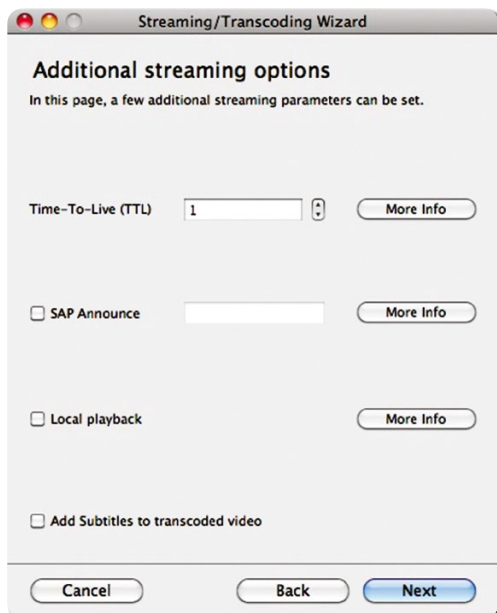 Streaming/Transcoding Wizard
Additional streaming options
In this page, a few additional streaming parameters can be set.
Time-To-Live (TTL) 1 More Info
SAP Announce More Info
Local playback More Info
Add Subtitles to transcoded video
Cancel Back Next